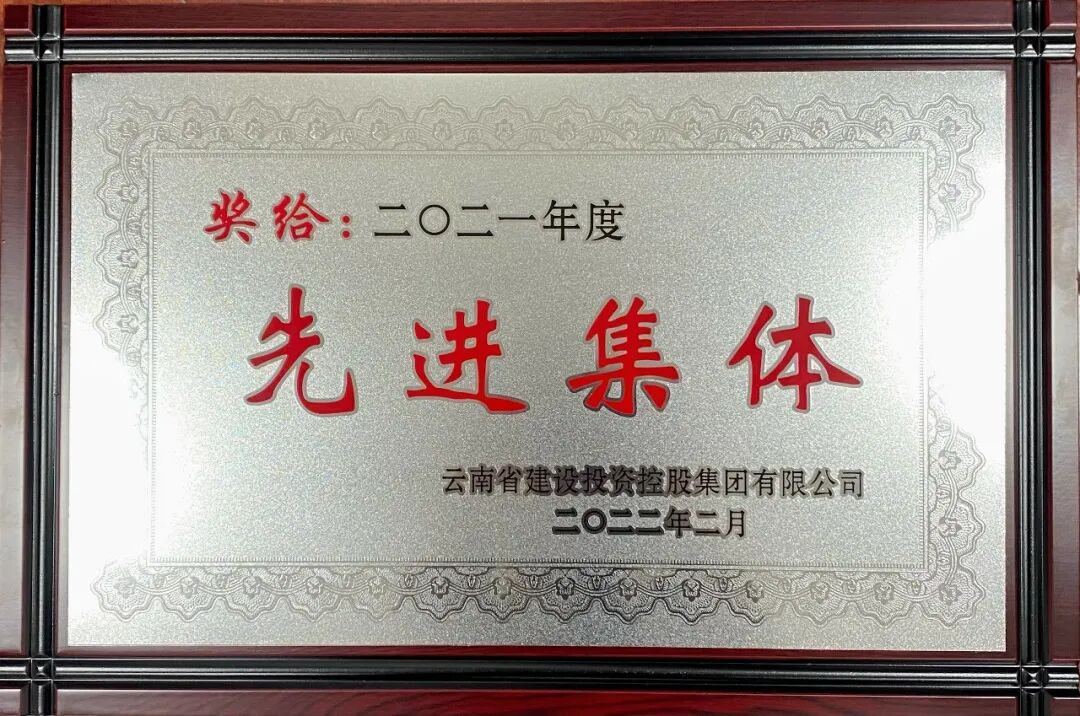 奖给：二〇二一年度
先进集体
云南省建设投资控股集团有限公司
二〇二二年二月